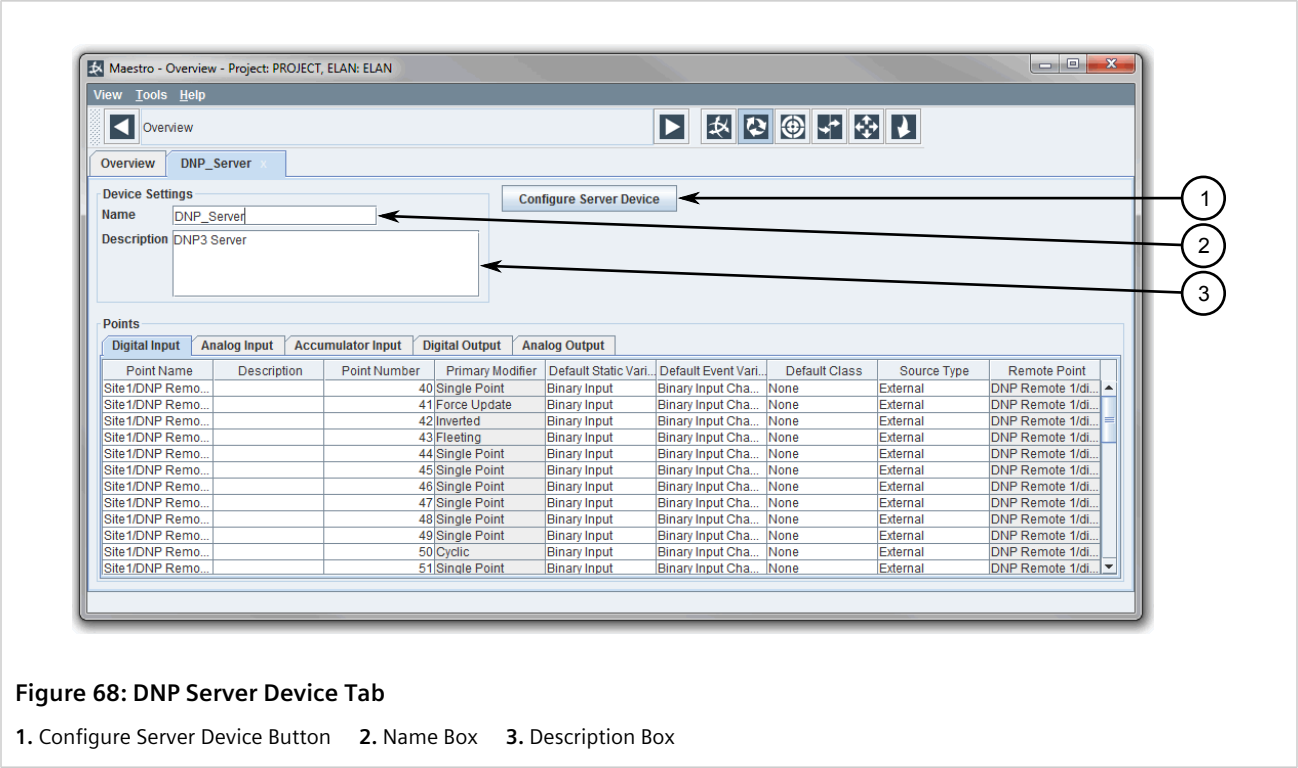 Maestro - Overview - Project: PROJECT, ELAN: ELAN
View Tools Help
Overview
Overview DNP_Server x
Device Settings
Configure Server Device
1
Name DNP_Server
2
Description DNP3 Server
3
Points
Digital Input Analog Input Accumulator Input Digital Output Analog Output
Point Name Description Point Number Primary Modifier Default Static Vari... Default Event Vari... Default Class Source Type Remote Point
Site1/DNP Remo... 40 Single Point Binary Input Binary Input Cha... None External DNP Remote 1/di...
Site1/DNP Remo... 41 Force Update Binary Input Binary Input Cha... None External DNP Remote 1/di...
Site1/DNP Remo... 42 Inverted Binary Input Binary Input Cha... None External DNP Remote 1/di...
Site1/DNP Remo... 43 Fleeting Binary Input Binary Input Cha... None External DNP Remote 1/di...
Site1/DNP Remo... 44 Single Point Binary Input Binary Input Cha... None External DNP Remote 1/di...
Site1/DNP Remo... 45 Single Point Binary Input Binary Input Cha... None External DNP Remote 1/di...
Site1/DNP Remo... 46 Single Point Binary Input Binary Input Cha... None External DNP Remote 1/di...
Site1/DNP Remo... 47 Single Point Binary Input Binary Input Cha... None External DNP Remote 1/di...
Site1/DNP Remo... 48 Single Point Binary Input Binary Input Cha... None External DNP Remote 1/di...
Site1/DNP Remo... 49 Single Point Binary Input Binary Input Cha... None External DNP Remote 1/di...
Site1/DNP Remo... 50 Cyclic Binary Input Binary Input Cha... None External DNP Remote 1/di...
Site1/DNP Remo... 51 Single Point Binary Input Binary Input Cha... None External DNP Remote 1/di...
Figure 68: DNP Server Device Tab
1. Configure Server Device Button 2. Name Box 3. Description Box